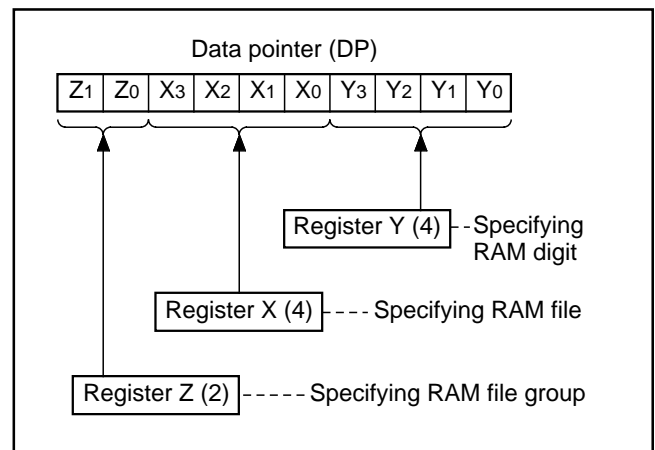 Data pointer (DP)
Z1 Z0 X3 X2 X1 X0 Y3 Y2 Y1 Y0
Register Y (4) Specifying
RAM digit
Register X (4) Specifying RAM file
Register Z (2) Specifying RAM file group